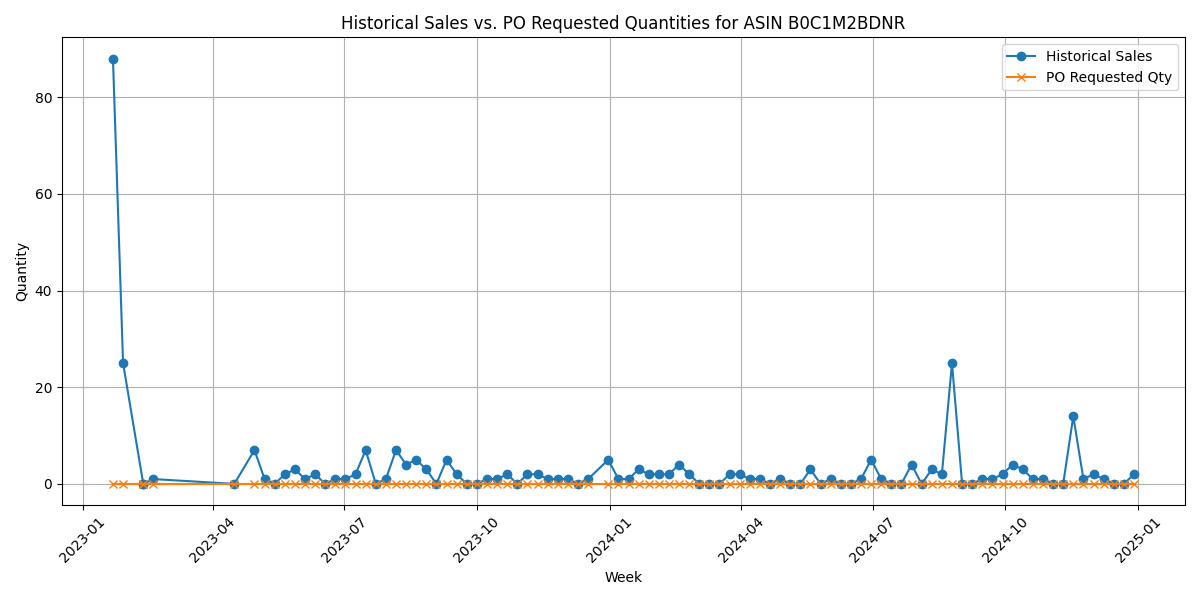 Historical Sales vs. PO Requested Quantities for ASIN B0C1M2BDNR
Historical Sales
PO Requested Qty
Quantity
80
60
40
20
0
2023-01
2023-04
2023-07
2023-10
2024-01
2024-04
2024-07
2024-10
2025-01
Week